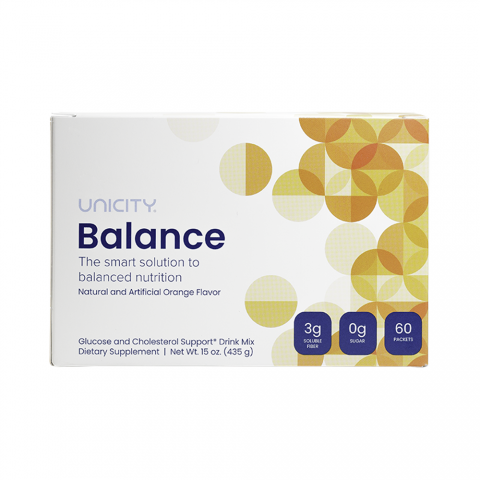 UNICITY.
Balance
The smart solution to
balanced nutrition
Natural and Artificial Orange Flavor
Glucose and Cholesterol Support* Drink Mix
Dietary Supplement | Net Wt. 15 oz. (435 g)
3g
SOLUBLE
FIBER
0g
SUGAR
60
PACKETS